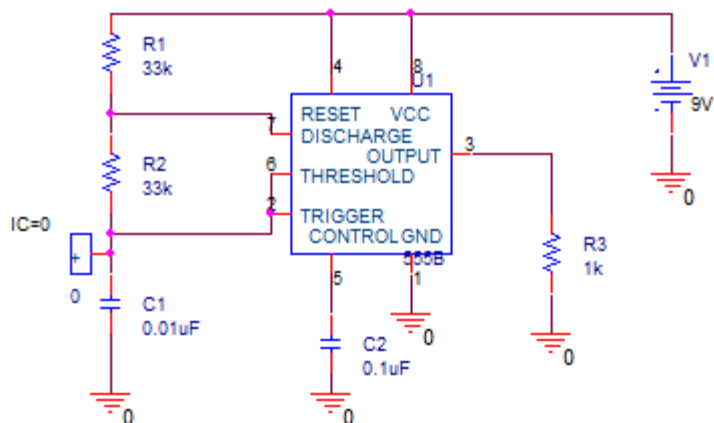 R1
33k
4
8
U1
V1
9V
RESET VCC
7
DISCHARGE
OUTPUT
3
R2
33k
6
THRESHOLD
0
2
TRIGGER
IC=0
CONTROL GND
555B
R3
1k
+
0
5
1
C1
0.01uF
0
C2
0.1uF
0
0
0